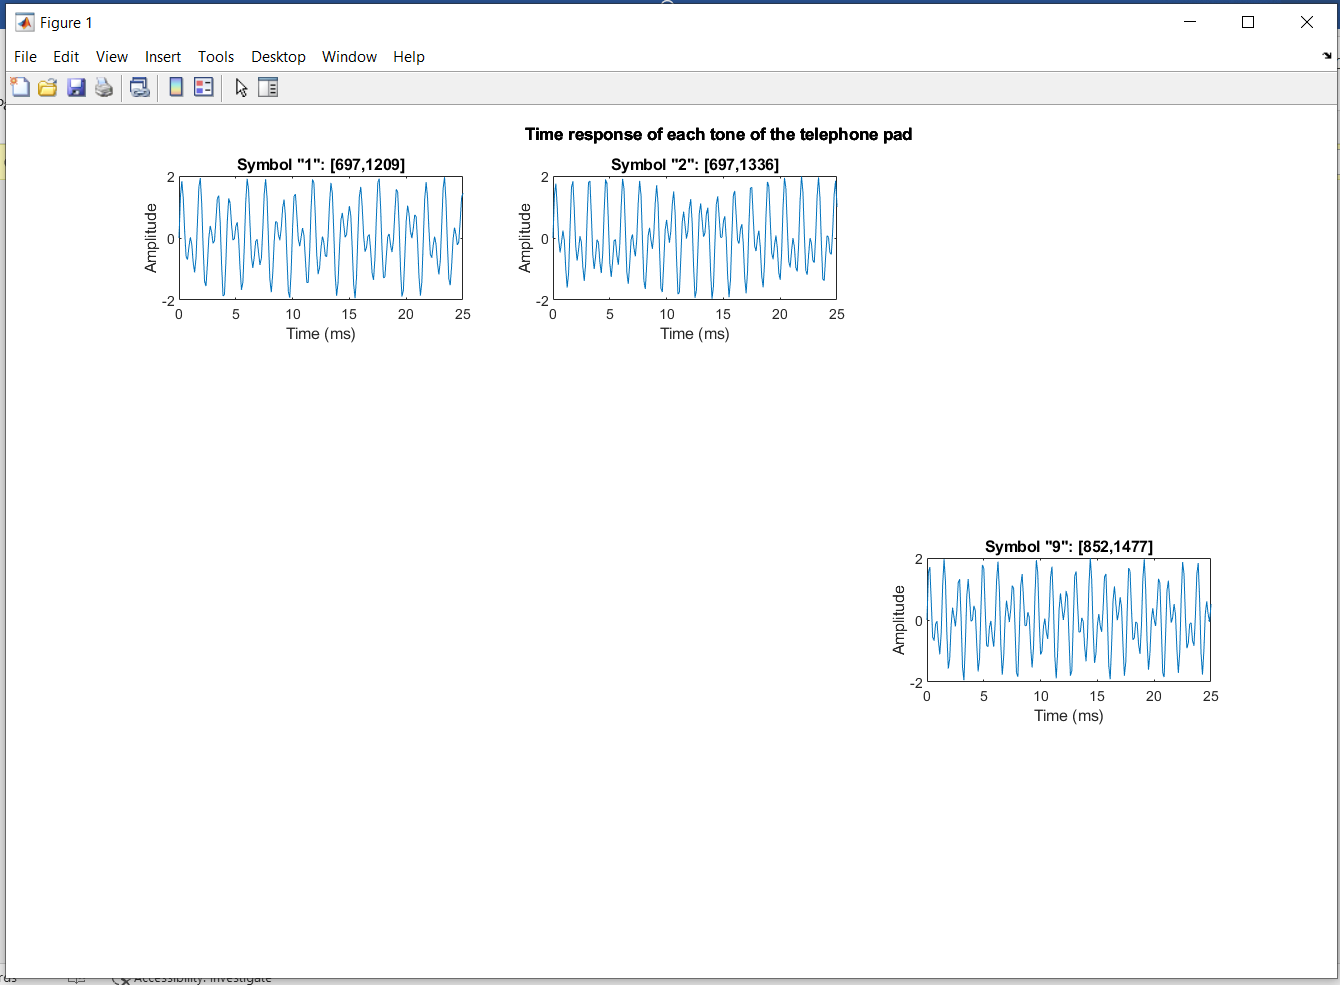 Figure 1
File Edit View Insert Tools Desktop Window Help
Time response of each tone of the telephone pad
Symbol "1": [697,1209]
2
0
-2
Amplitude
0 5 10 15 20 25
Time (ms)
Symbol "2": [697,1336]
2
0
-2
Amplitude
0 5 10 15 20 25
Time (ms)
Symbol "9": [852,1477]
2
0
-2
Amplitude
0 5 10 15 20 25
Time (ms)
Accessibility: Investigate